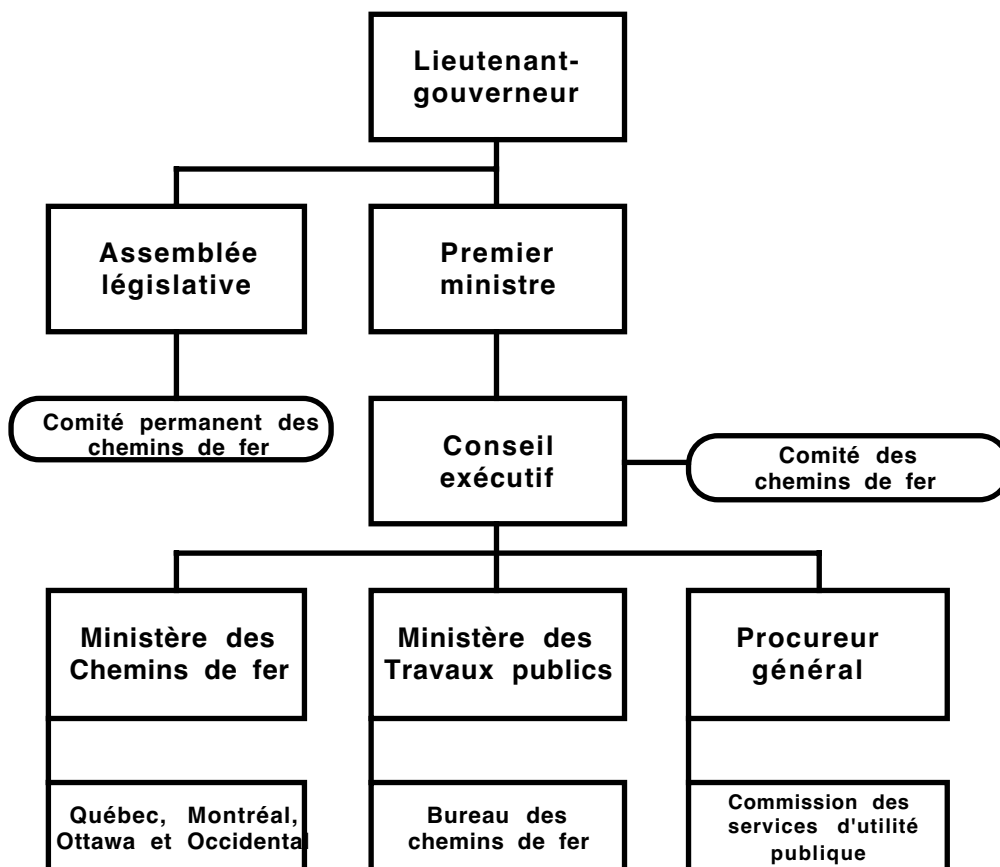 Lieutenant-
gouverneur
Assemblée
législative
Premier
ministre
Comité permanent des
chemins de fer
Conseil
exécutif
Comité des
chemins de fer
Ministère des
Chemins de fer
Ministère des
Travaux publics
Procureur
général
Québec, Montréal,
Ottawa et Occidental
Bureau des
chemins de fer
Commission des
services d'utilité
publique